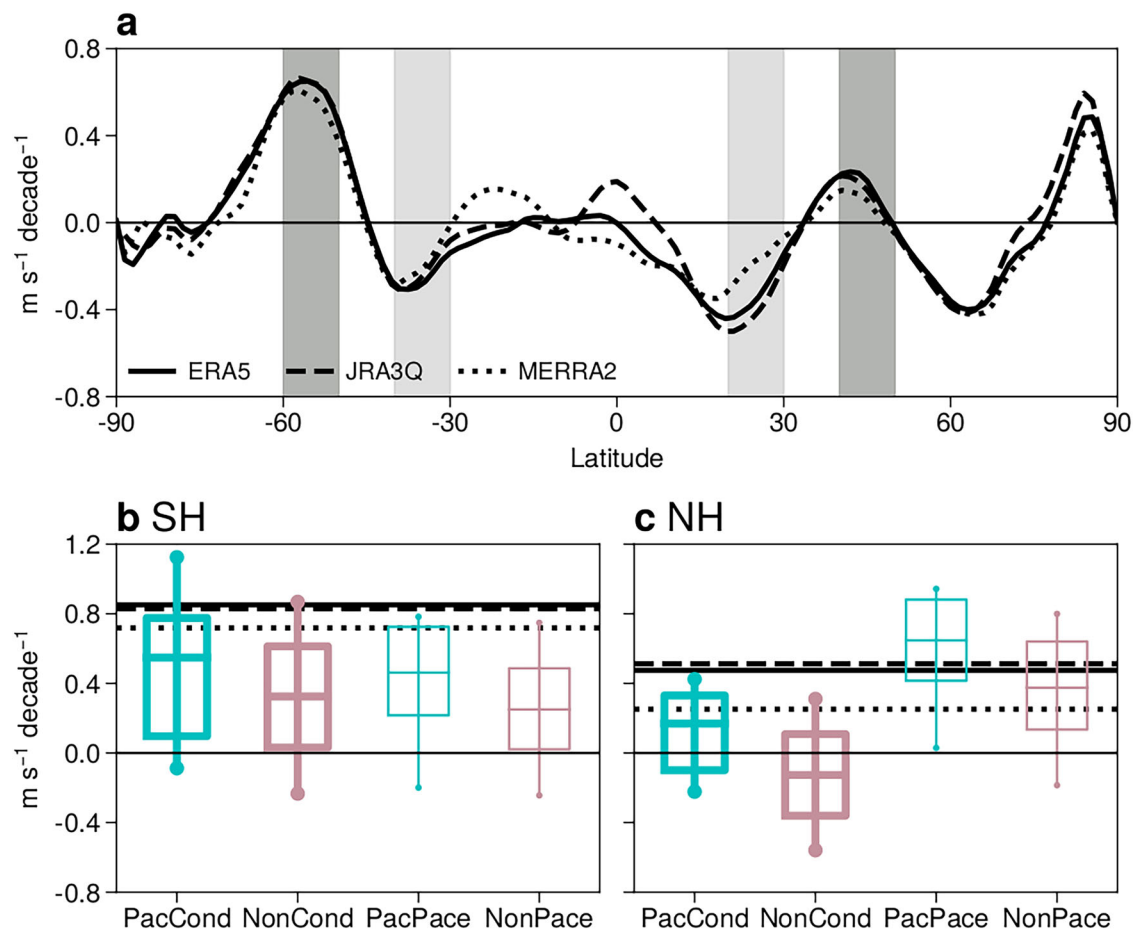 a
0.8
0.4
0.0
-0.4
-0.8
m s⁻¹ decade⁻¹
ERA5 JRA3Q MERRA2
-90 -60 -30 0 30 60 90
Latitude
b SH
c NH
1.2
0.8
0.4
0.0
-0.4
-0.8
m s⁻¹ decade⁻¹
PacCond NonCond PacPace NonPace
PacCond NonCond PacPace NonPace